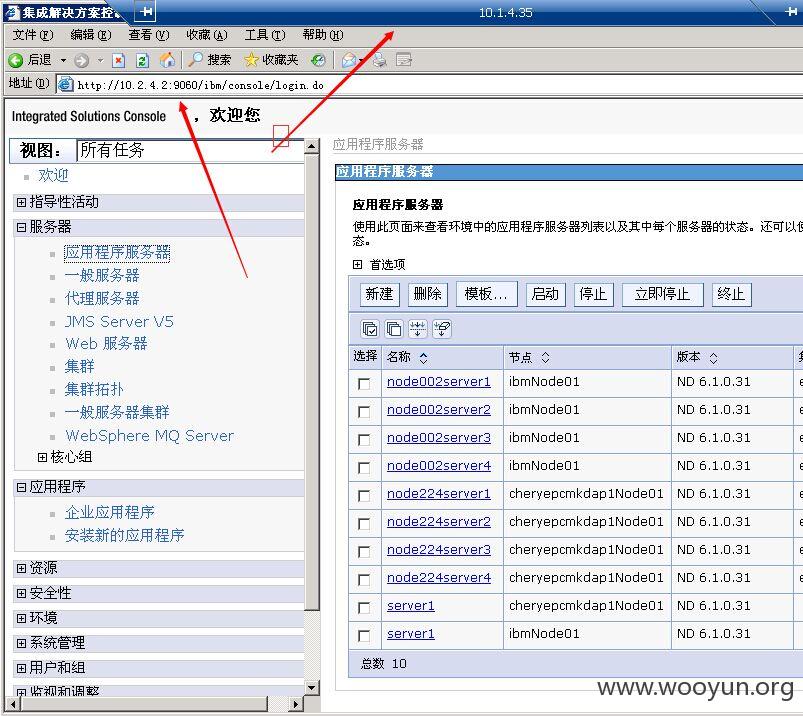 集成解决方案控
10.1.4.35
文件(F) 编辑(E) 查看(V) 收藏(A) 工具(T) 帮助(H)
后退 搜索 收藏夹
地址(D) http://10.2.4.2:9060/ibm/console/login.do
Integrated Solutions Console ，欢迎您
视图： 所有任务
欢迎
指导性活动
服务器
应用程序服务器
一般服务器
代理服务器
JMS Server V5
Web 服务器
集群
集群拓扑
一般服务器集群
WebSphere MQ Server
核心组
应用程序
企业应用程序
安装新的应用程序
资源
安全性
环境
系统管理
用户和组
监视和调整
应用程序服务器
应用程序服务器
应用程序服务器
使用此页面来查看环境中的应用程序服务器列表以及其中每个服务器的状态。还可以使
态。
首选项
新建 删除 模板... 启动 停止 立即停止 终止
选择 名称 节点 版本
node002server1 ibmNode01 ND 6.1.0.31
node002server2 ibmNode01 ND 6.1.0.31
node002server3 ibmNode01 ND 6.1.0.31
node002server4 ibmNode01 ND 6.1.0.31
node224server1 cheryepcmkdap1Node01 ND 6.1.0.31
node224server2 cheryepcmkdap1Node01 ND 6.1.0.31
node224server3 cheryepcmkdap1Node01 ND 6.1.0.31
node224server4 cheryepcmkdap1Node01 ND 6.1.0.31
server1 cheryepcmkdap1Node01 ND 6.1.0.31
server1 ibmNode01 ND 6.1.0.31
总数 10
www.wooyun.org